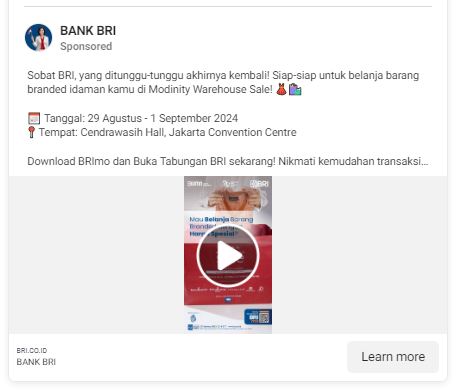 BANK BRI
Sponsored
Sobat BRI, yang ditunggu-tunggu akhirnya kembali! Siap-siap untuk belanja barang
branded idaman kamu di Modinity Warehouse Sale! 👗🛍️
📅 Tanggal: 29 Agustus - 1 September 2024
📍 Tempat: Cendrawasih Hall, Jakarta Convention Centre
Download BRImo dan Buka Tabungan BRI sekarang! Nikmati kemudahan transaksi...
BRI
Mau Belanja Barang
Branded
BRI.CO.ID
BANK BRI
Learn more